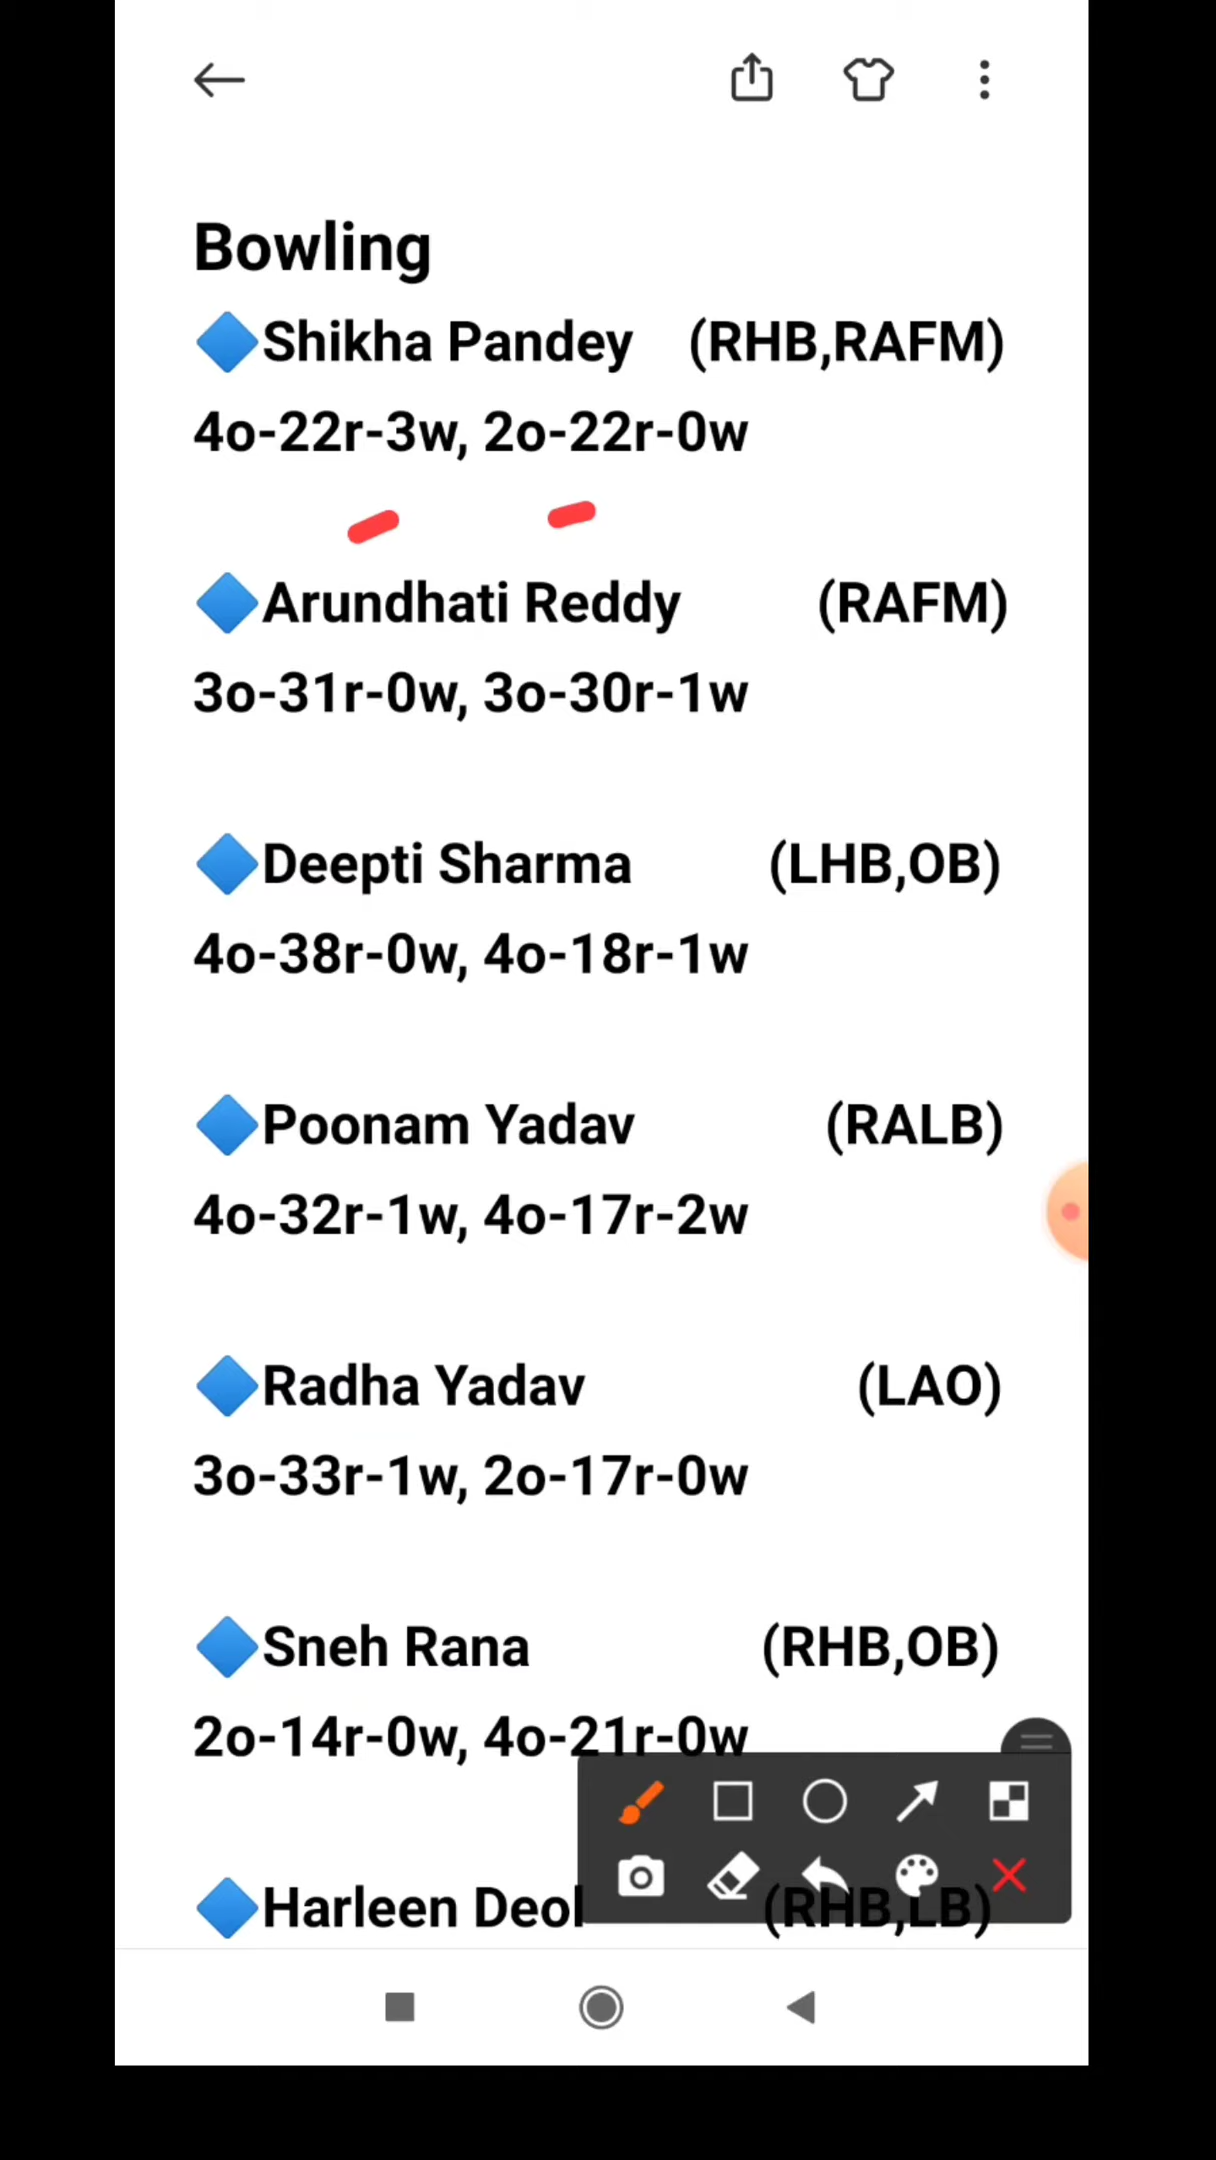 Bowling
🔷Shikha Pandey (RHB,RAFM)
4o-22r-3w, 2o-22r-0w
🔷Arundhati Reddy (RAFM)
3o-31r-0w, 3o-30r-1w
🔷Deepti Sharma (LHB,OB)
4o-38r-0w, 4o-18r-1w
🔷Poonam Yadav (RALB)
4o-32r-1w, 4o-17r-2w
🔷Radha Yadav (LAO)
3o-33r-1w, 2o-17r-0w
🔷Sneh Rana (RHB,OB)
2o-14r-0w, 4o-21r-0w
🔷Harleen Deol (RHB,LB)